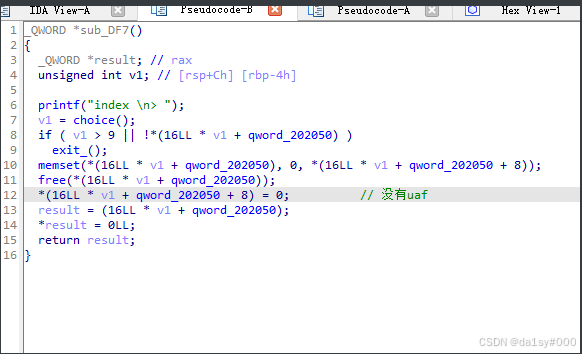 IDA View-A Pseudocode-B Pseudocode-A Hex View-1
1 _QWORD *sub_DF7()
2 {
3 _QWORD *result; // rax
4 unsigned int v1; // [rsp+Ch] [rbp-4h]
5
6 printf("index \n> ");
7 v1 = choice();
8 if ( v1 > 9 || !*(16LL * v1 + qword_202050) )
9 exit_();
10 memset(*(16LL * v1 + qword_202050), 0, *(16LL * v1 + qword_202050 + 8));
11 free(*(16LL * v1 + qword_202050));
12 *(16LL * v1 + qword_202050 + 8) = 0; // 没有uaf
13 result = (16LL * v1 + qword_202050);
14 *result = 0LL;
15 return result;
16 }
CSDN @da1sy#000